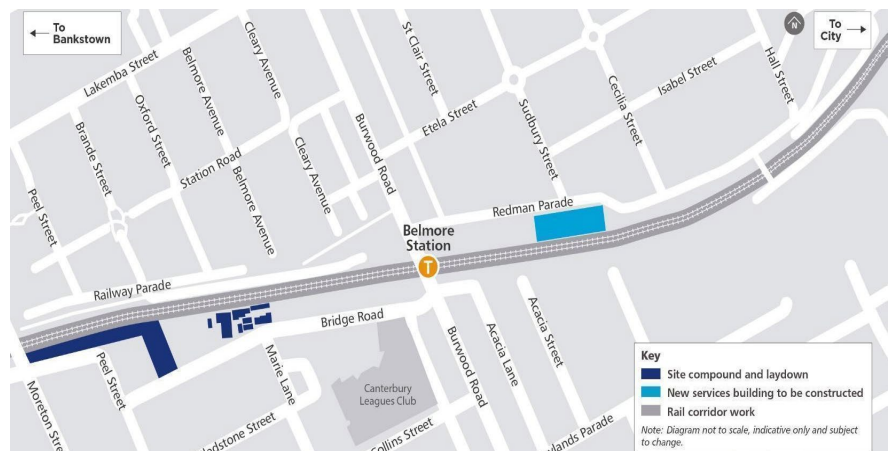 To
Bankstown
To
City
N
Lakemba Street
Brande Street
Oxford Street
Belmore Avenue
Cleary Avenue
Station Road
Cleary Avenue
Belmore Avenue
Peel Street
Burwood Road
St Clair Street
Etela Street
Sudbury Street
Cecilia Street
Isabel Street
Hall Street
Redman Parade
Belmore
Station
T
Railway Parade
Bridge Road
Peel Street
Moreton Stre
Marie Lane
ladstone Street
Canterbury
Leagues Club
Collins Street
Burwood Road
Acacia Lane
Acacia Street
ylands Parade
Key
Site compound and laydown
New services building to be constructed
Rail corridor work
Note: Diagram not to scale, indicative only and subject
to change.